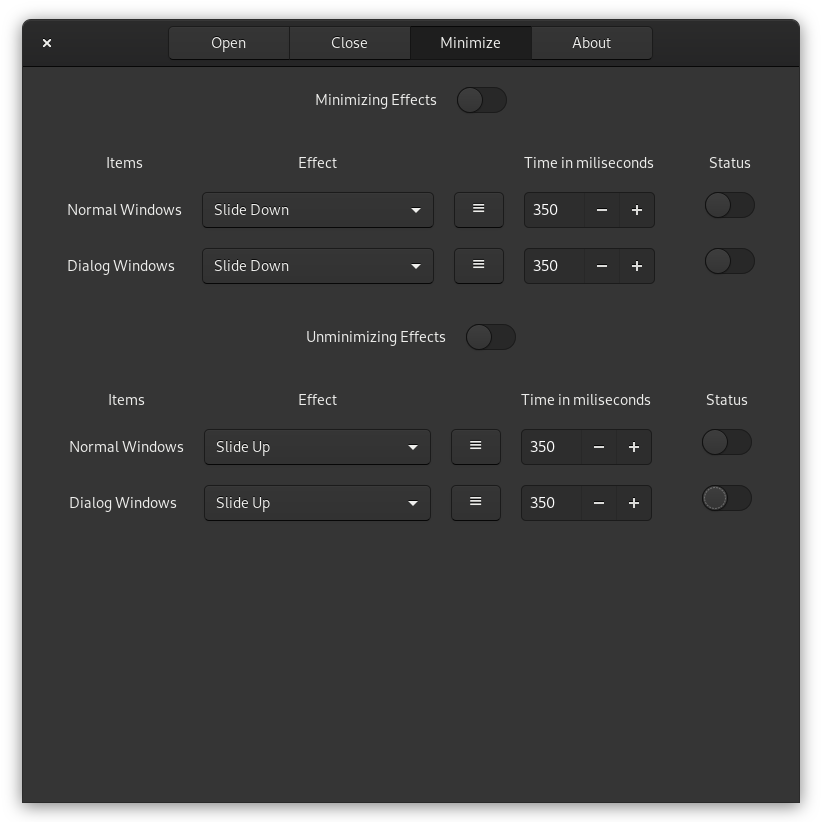 Open Close Minimize About
Minimizing Effects
Items Effect Time in miliseconds Status
Normal Windows Slide Down 350
Dialog Windows Slide Down 350
Unminimizing Effects
Items Effect Time in miliseconds Status
Normal Windows Slide Up 350
Dialog Windows Slide Up 350